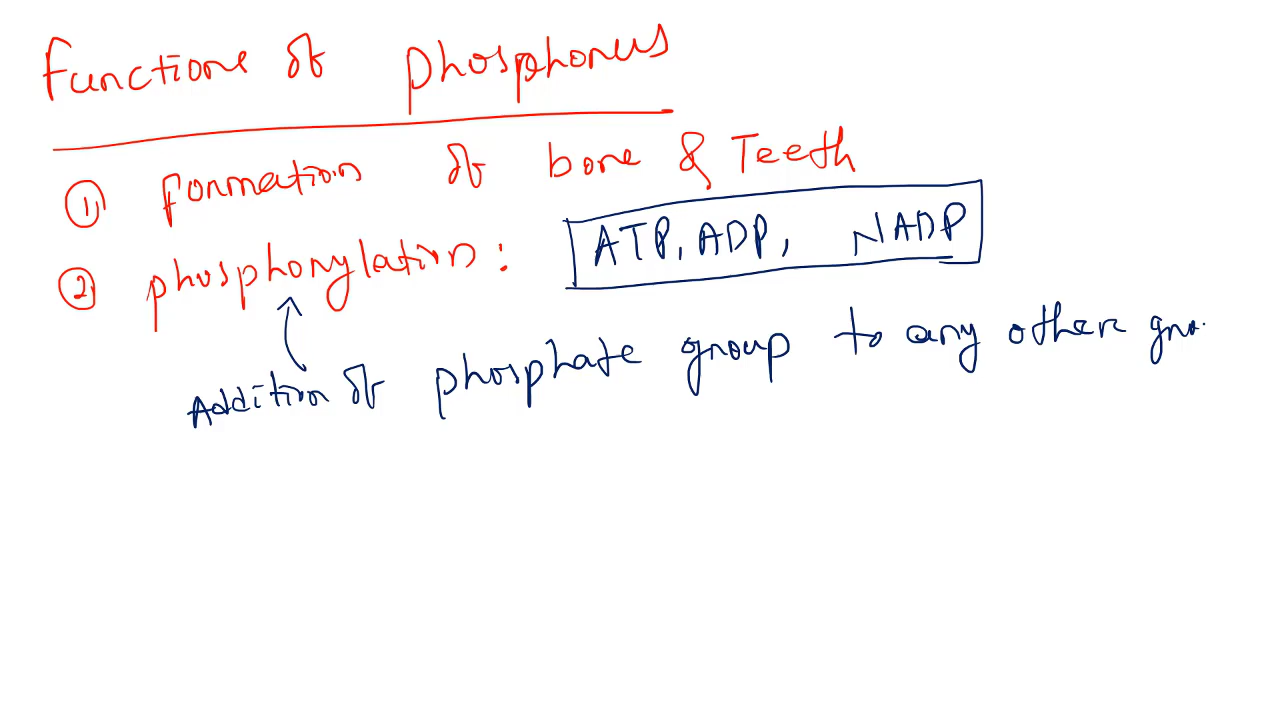 Functions of phosphorus
① formation of bone & Teeth
② phosphorylation: ATP, ADP, NADP
Addition of phosphate group to any other gro